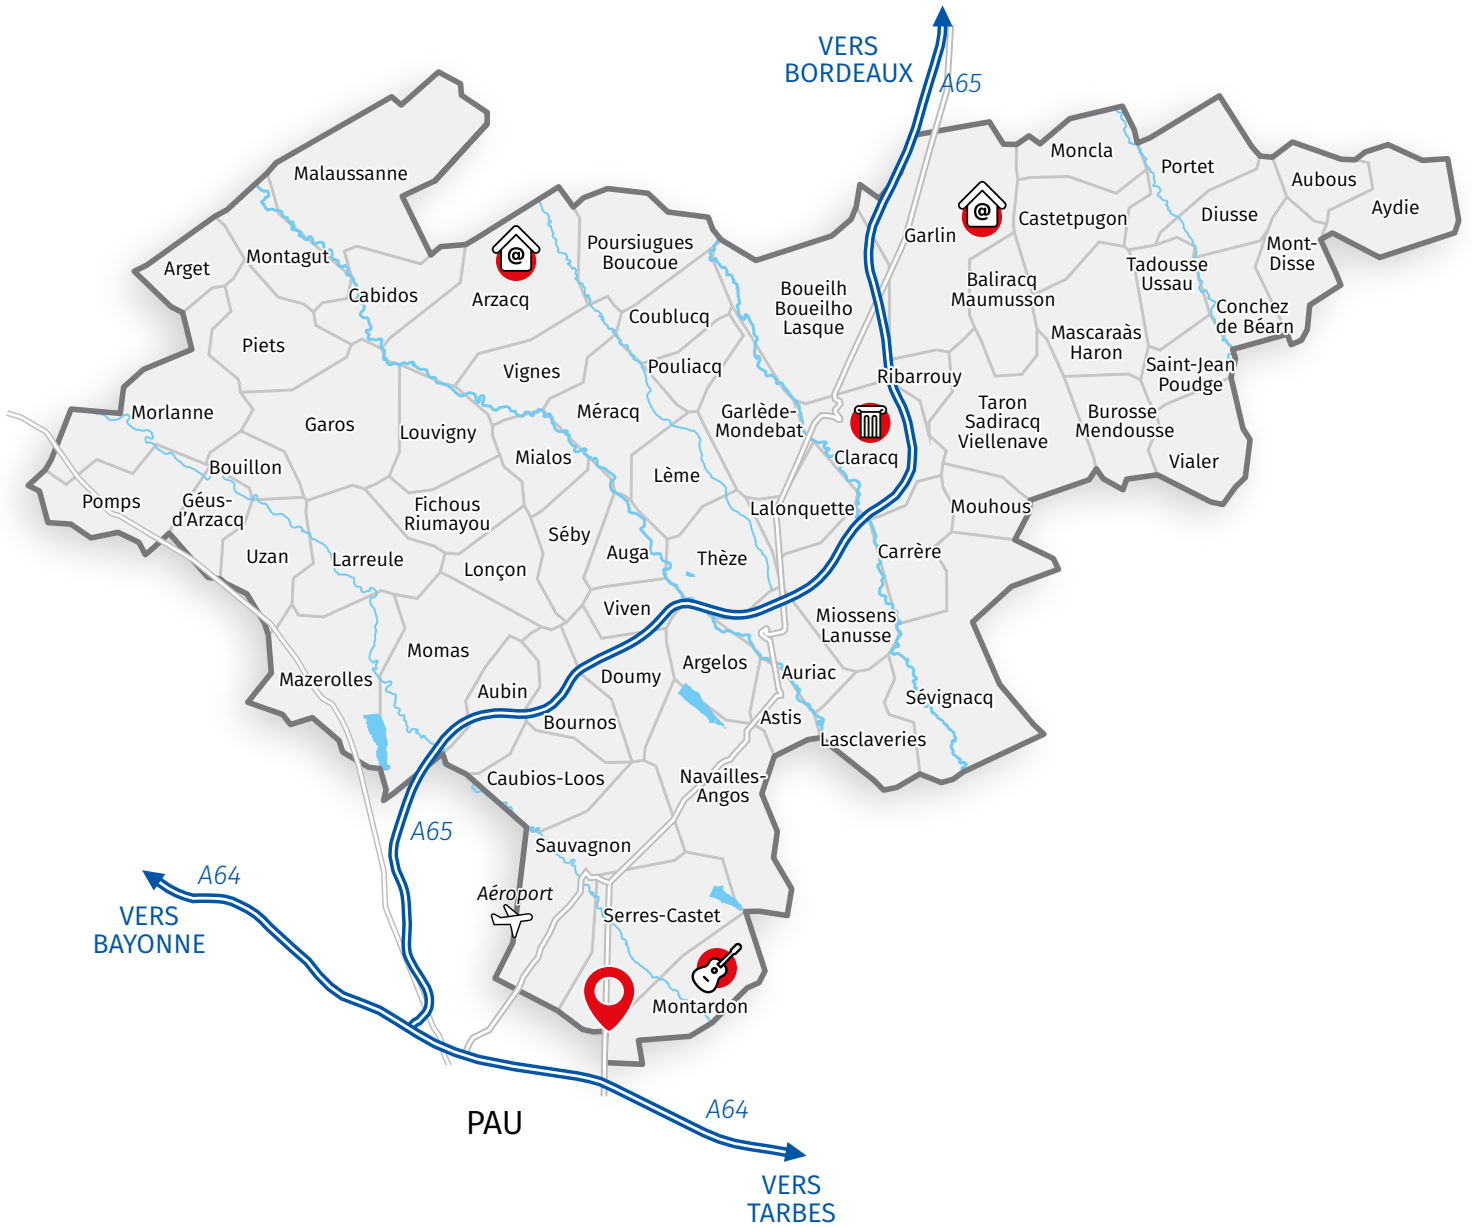 VERS
BORDEAUX
A65
Malaussanne
Moncla
Portet
Aubous
Aydie
Diusse
Castetpugon
Garlin
@
Mont-
Disse
Montagut
Arget
@
Poursiugues
Boucoue
Tadousse
Ussau
Cabidos
Arzacq
Boueilh
Boueilho
Lasque
Baliracq
Maumusson
Conchez
de Béarn
Coublucq
Mascaraàs
Haron
Piets
Vignes
Pouliacq
Ribarrouy
Saint-Jean
Poudge
Morlanne
Garos
Louvigny
Méracq
Garlède-
Mondebat
Taron
Sadiracq
Viellenave
Burosse
Mendousse
Claracq
Vialer
Bouillon
Mialos
Lème
Pomps
Géus-
d'Arzacq
Fichous
Riumayou
Lalonquette
Mouhous
Séby
Uzan
Larreule
Lonçon
Auga
Thèze
Carrère
Viven
Miossens
Lanusse
Momas
Mazerolles
Aubin
Doumy
Argelos
Auriac
Sévignacq
Bournos
Astis
Lasclaveries
Caubios-Loos
Navailles-
Angos
A65
Sauvagnon
A64
Aéroport
VERS
BAYONNE
Serres-Castet
Montardon
PAU
A64
VERS
TARBES